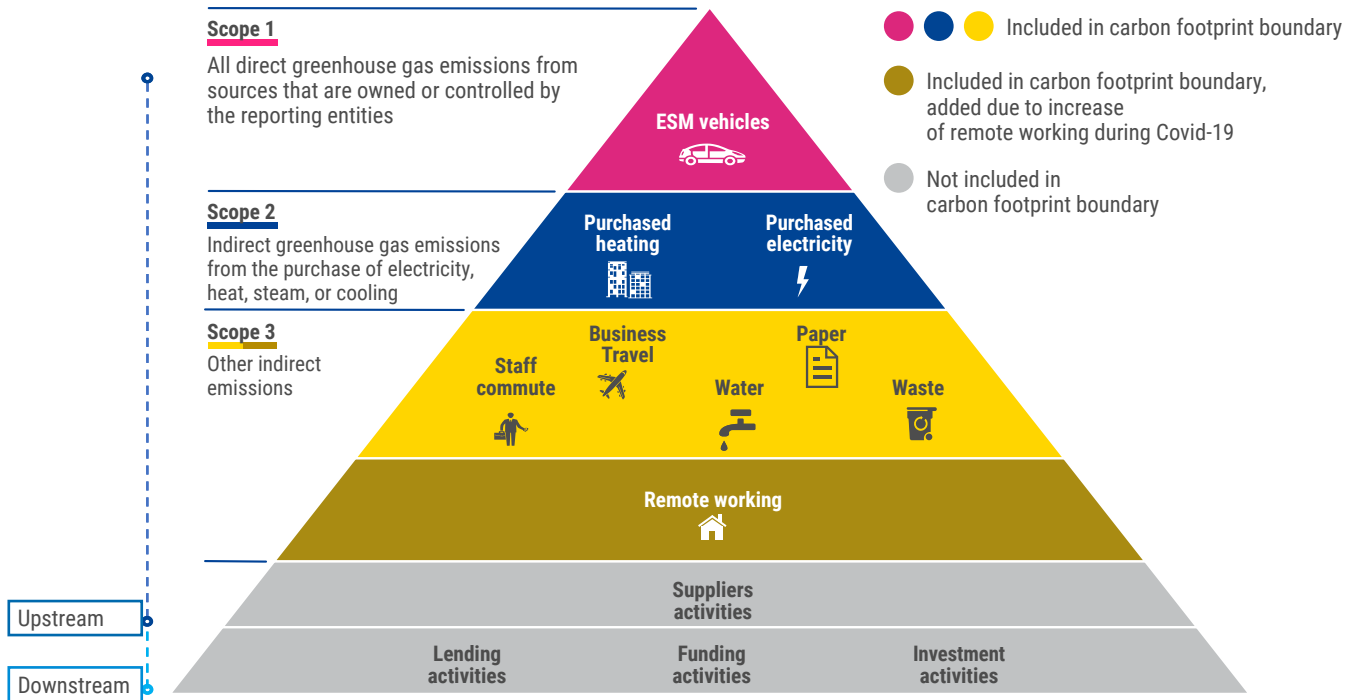 Scope 1
All direct greenhouse gas emissions from
sources that are owned or controlled by
the reporting entities
Scope 2
Indirect greenhouse gas emissions
from the purchase of electricity,
heat, steam, or cooling
Scope 3
Other indirect
emissions
Upstream
Downstream
ESM vehicles
Purchased
heating
Purchased
electricity
Staff
commute
Business
Travel
Water
Paper
Waste
Remote working
Suppliers
activities
Lending
activities
Funding
activities
Investment
activities
Included in carbon footprint boundary
Included in carbon footprint boundary,
added due to increase
of remote working during Covid-19
Not included in
carbon footprint boundary